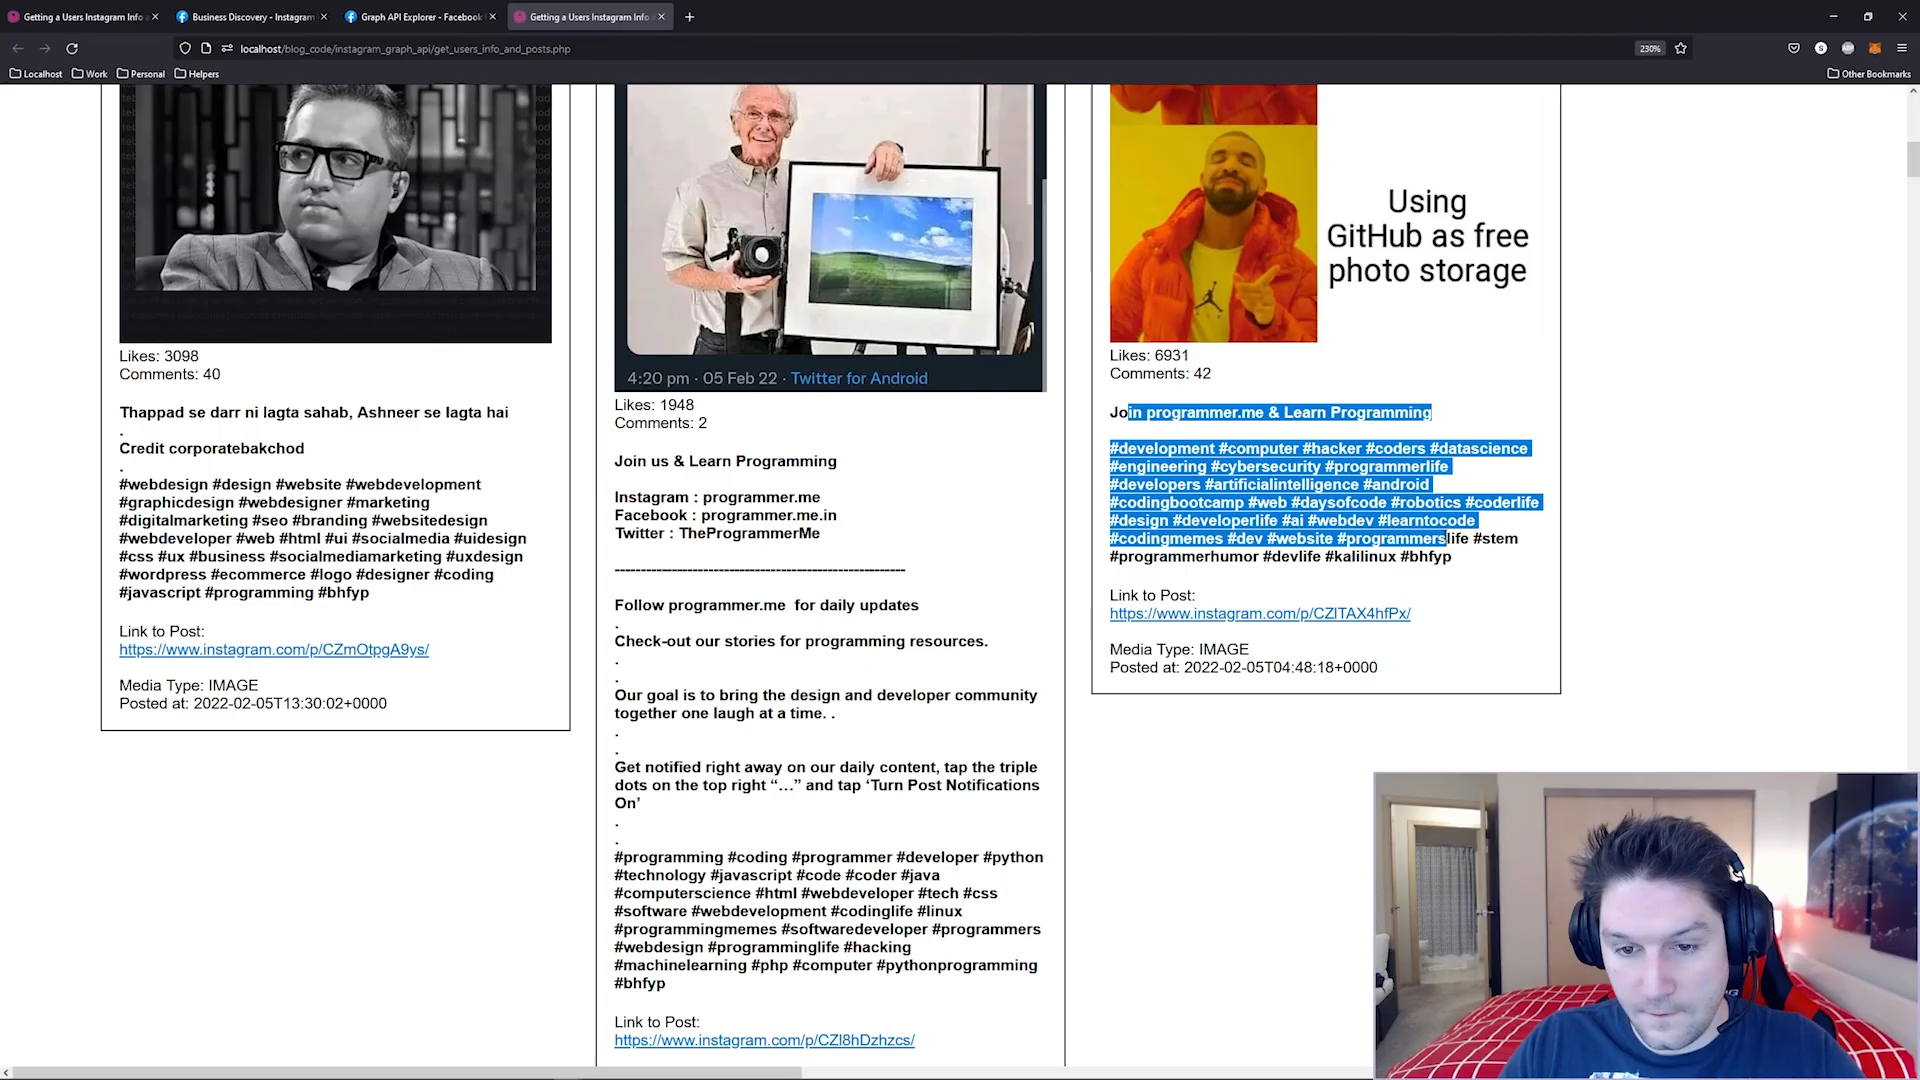 Getting a Users Instagram Info
Business Discovery - Instagram
Graph API Explorer - Facebook
Getting a Users Instagram Info
localhost/blog_code/instagram_graph_api/get_users_info_and_posts.php
230%
Localhost
Work
Personal
Helpers
Other Bookmarks
Likes: 3098
Comments: 40
Thappad se darr ni lagta sahab, Ashneer se lagta hai
.
Credit corporatebakchod
.
#webdesign #design #website #webdevelopment
#graphicdesign #webdesigner #marketing
#digitalmarketing #seo #branding #websitedesign
#webdeveloper #web #html #ui #socialmedia #uidesign
#css #ux #business #socialmediamarketing #uxdesign
#wordpress #ecommerce #logo #designer #coding
#javascript #programming #bhfyp
Link to Post:
https://www.instagram.com/p/CZmOtpgA9ys/
Media Type: IMAGE
Posted at: 2022-02-05T13:30:02+0000
4:20 pm · 05 Feb 22 · Twitter for Android
Likes: 1948
Comments: 2
Join us & Learn Programming
Instagram : programmer.me
Facebook : programmer.me.in
Twitter : TheProgrammerMe
--------------------------------------------------------
Follow programmer.me  for daily updates
.
Check-out our stories for programming resources.
.
.
Our goal is to bring the design and developer community
together one laugh at a time. .
.
.
Get notified right away on our daily content, tap the triple
dots on the top right “…” and tap ‘Turn Post Notifications
On’
.
.
#programming #coding #programmer #developer #python
#technology #javascript #code #coder #java
#computerscience #html #webdeveloper #tech #css
#software #webdevelopment #codinglife #linux
#programmingmemes #softwaredeveloper #programmers
#webdesign #programminglife #hacking
#machinelearning #php #computer #pythonprogramming
#bhfyp
Link to Post:
https://www.instagram.com/p/CZl8hDzhzcs/
Using
GitHub as free
photo storage
Likes: 6931
Comments: 42
Join programmer.me & Learn Programming
#development #computer #hacker #coders #datascience
#engineering #cybersecurity #programmerlife
#developers #artificialintelligence #android
#codingbootcamp #web #daysofcode #robotics #coderlife
#design #developerlife #ai #webdev #learntocode
#codingmemes #dev #website #programmerslife #stem
#programmerhumor #devlife #kalilinux #bhfyp
Link to Post:
https://www.instagram.com/p/CZlTAX4hfPx/
Media Type: IMAGE
Posted at: 2022-02-05T04:48:18+0000